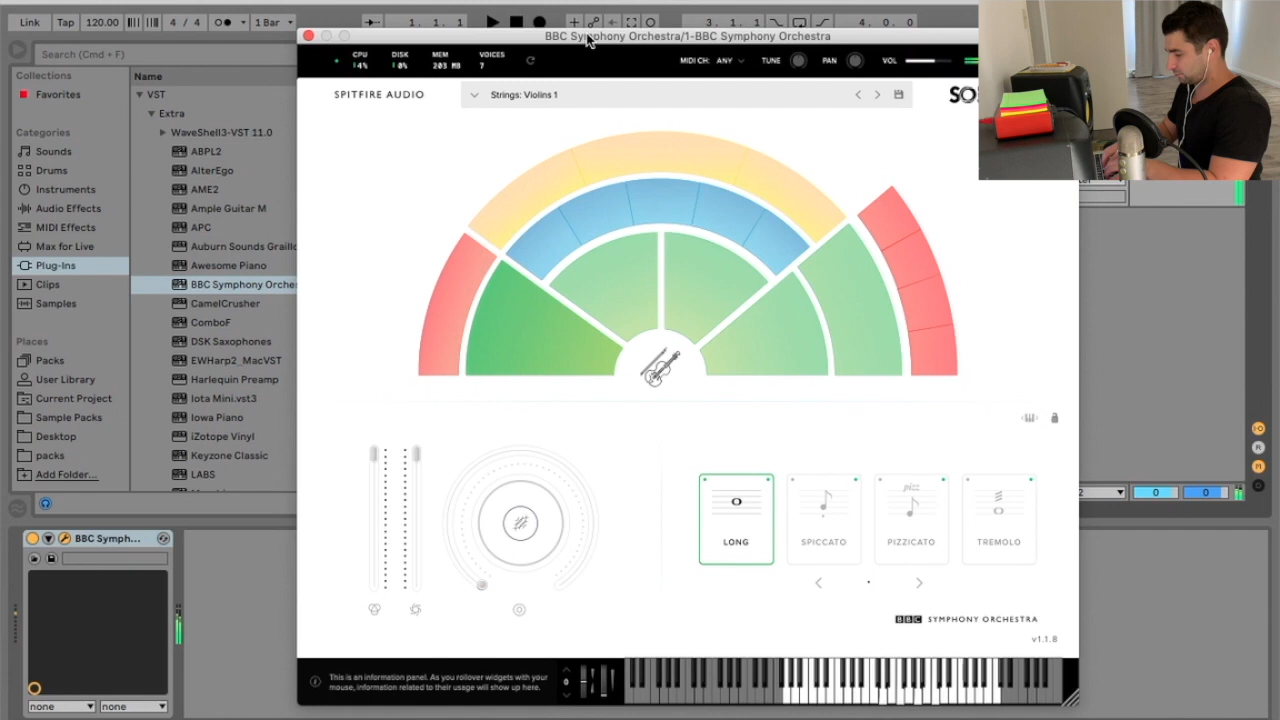 Link Tap 120.00 4 / 4 1 Bar 1. 1. 1 3. 1. 1 4. 0. 0
BBC Symphony Orchestra/1-BBC Symphony Orchestra
Search (Cmd + F)
CPU DISK MEM VOICES
4% 0% 203 MB 7
MIDI CH: ANY TUNE PAN VOL
Collections
Favorites
Categories
Sounds
Drums
Instruments
Audio Effects
MIDI Effects
Max for Live
Plug-Ins
Clips
Samples
Places
Packs
User Library
Current Project
Sample Packs
Desktop
packs
Add Folder...
Name
VST
Extra
WaveShell3-VST 11.0
ABPL2
AlterEgo
AME2
Ample Guitar M
APC
Auburn Sounds Graill
Awesome Piano
BBC Symphony Orche
CamelCrusher
ComboF
DSK Saxophones
EWHarp2_MacVST
Harlequin Preamp
Iota Mini.vst3
Iowa Piano
iZotope Vinyl
Keyzone Classic
LABS
SPITFIRE AUDIO
Strings: Violins 1
pizz
LONG SPICCATO PIZZICATO TREMOLO
BBC SYMPHONY ORCHESTRA
v1.1.8
This is an information panel. As you rollover widgets with your
mouse, information related to their usage will show up here.
0
2 0 0
I-O
R
M
D
BBC Symph...
none none